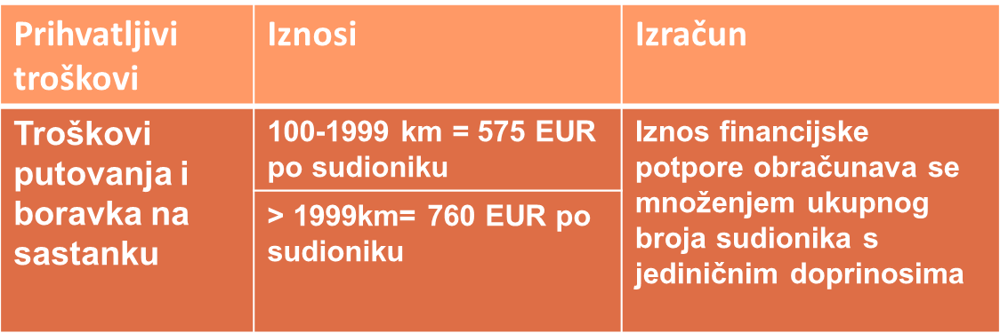 Prihvatljivi
troškovi
Iznosi
Izračun
Troškovi
putovanja i
boravka na
sastanku
100-1999 km = 575 EUR
po sudioniku
> 1999km= 760 EUR po
sudioniku
Iznos financijske
potpore obračunava se
množenjem ukupnog
broja sudionika s
jediničnim doprinosima